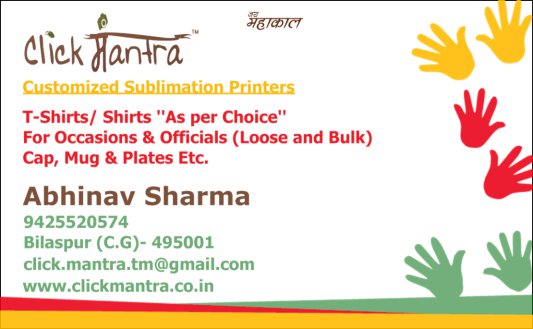 जय
महाकाल
Click Mantra™
Customized Sublimation Printers
T-Shirts/ Shirts "As per Choice"
For Occasions & Officials (Loose and Bulk)
Cap, Mug & Plates Etc.
Abhinav Sharma
9425520574
Bilaspur (C.G)- 495001
click.mantra.tm@gmail.com
www.clickmantra.co.in